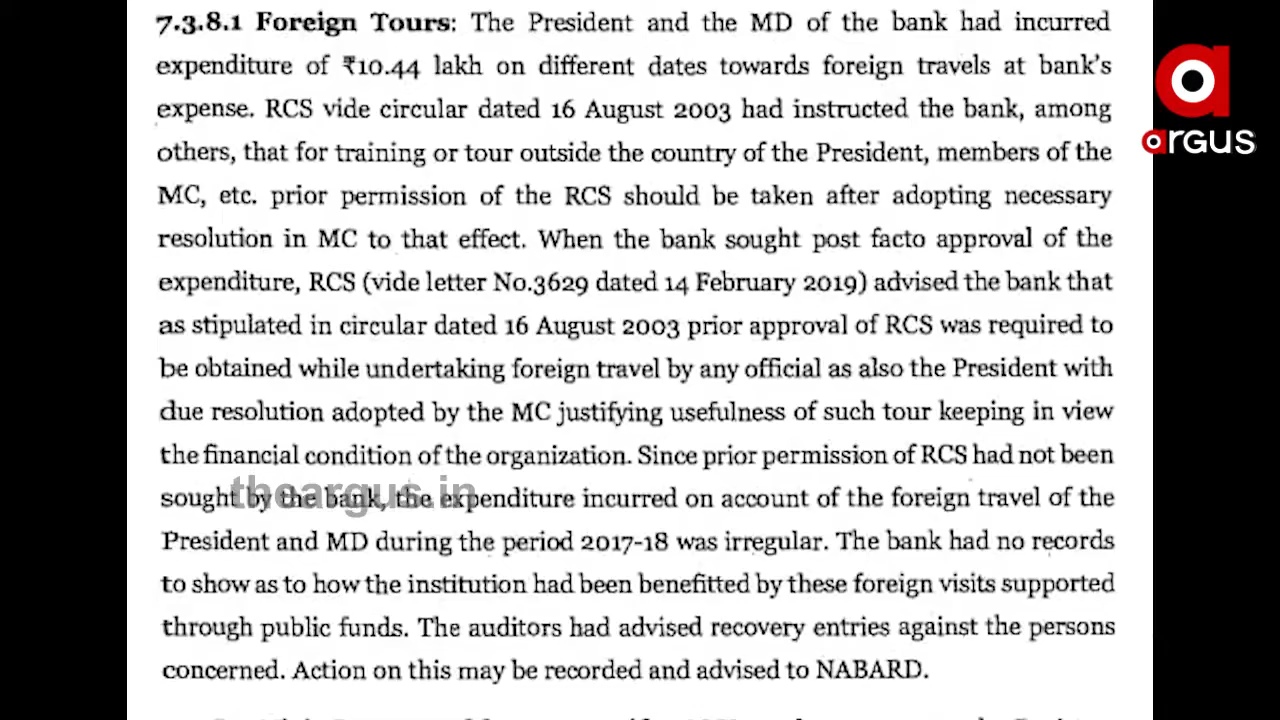 7.3.8.1 Foreign Tours: The President and the MD of the bank had incurred
expenditure of ₹10.44 lakh on different dates towards foreign travels at bank's
expense. RCS vide circular dated 16 August 2003 had instructed the bank, among
others, that for training or tour outside the country of the President, members of the
MC, etc. prior permission of the RCS should be taken after adopting necessary
resolution in MC to that effect. When the bank sought post facto approval of the
expenditure, RCS (vide letter No.3629 dated 14 February 2019) advised the bank that
as stipulated in circular dated 16 August 2003 prior approval of RCS was required to
be obtained while undertaking foreign travel by any official as also the President with
due resolution adopted by the MC justifying usefulness of such tour keeping in view
the financial condition of the organization. Since prior permission of RCS had not been
sought by the bank, the expenditure incurred on account of the foreign travel of the
President and MD during the period 2017-18 was irregular. The bank had no records
to show as to how the institution had been benefitted by these foreign visits supported
through public funds. The auditors had advised recovery entries against the persons
concerned. Action on this may be recorded and advised to NABARD.
theargus.in
argus